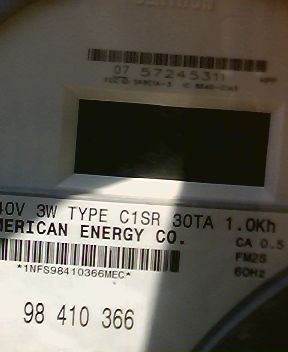 07 57245311
40V 3W TYPE C1SR 30TA 1.0Kh
MERICAN ENERGY CO.
CA 0.5
FM2S
60Hz
*1NFS98410366MEC*
98 410 366